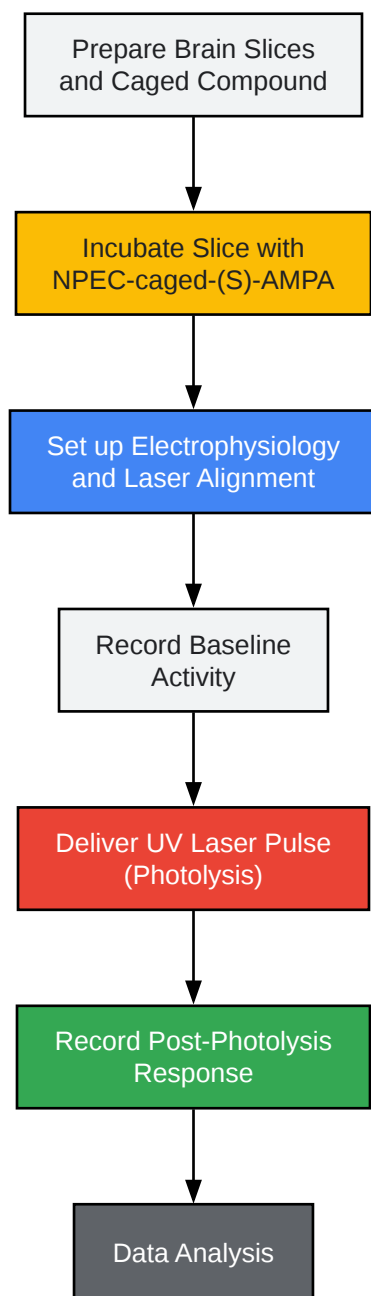 Prepare Brain Slices
and Caged Compound
Incubate Slice with
NPEC-caged-(S)-AMPA
Set up Electrophysiology
and Laser Alignment
Record Baseline
Activity
Deliver UV Laser Pulse
(Photolysis)
Record Post-Photolysis
Response
Data Analysis